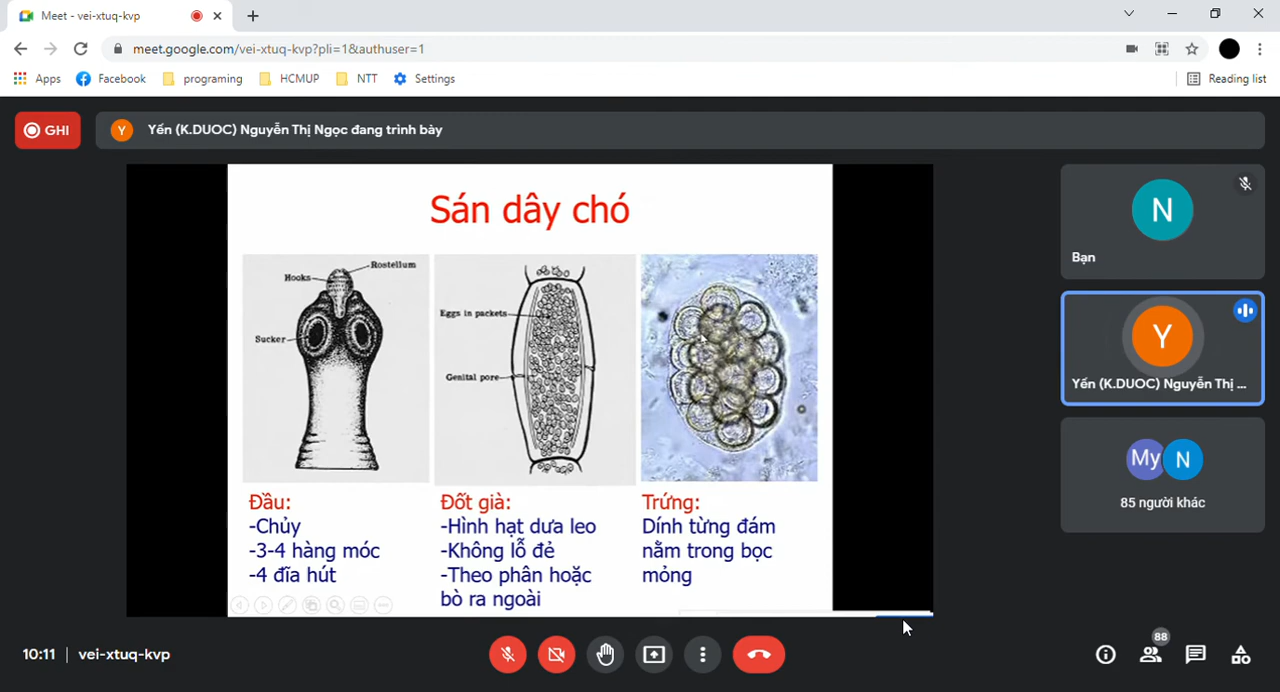 Meet - vei-xtuq-kvp
meet.google.com/vei-xtuq-kvp?pli=1&authuser=1
Apps Facebook programing HCMUP NTT Settings Reading list
GHI Y Yến (K.DUOC) Nguyễn Thị Ngọc đang trình bày
Sán dây chó
Rostellum
Hooks
Sucker
Eggs in packets
Genital pore
Đầu:
-Chủy
-3-4 hàng móc
-4 đĩa hút
Đốt già:
-Hình hạt dưa leo
-Không lỗ đẻ
-Theo phân hoặc
bò ra ngoài
Trứng:
Dính từng đám
nằm trong bọc
mỏng
N
Bạn
Y
Yến (K.DUOC) Nguyễn Thị ...
My N
85 người khác
10:11 | vei-xtuq-kvp
88